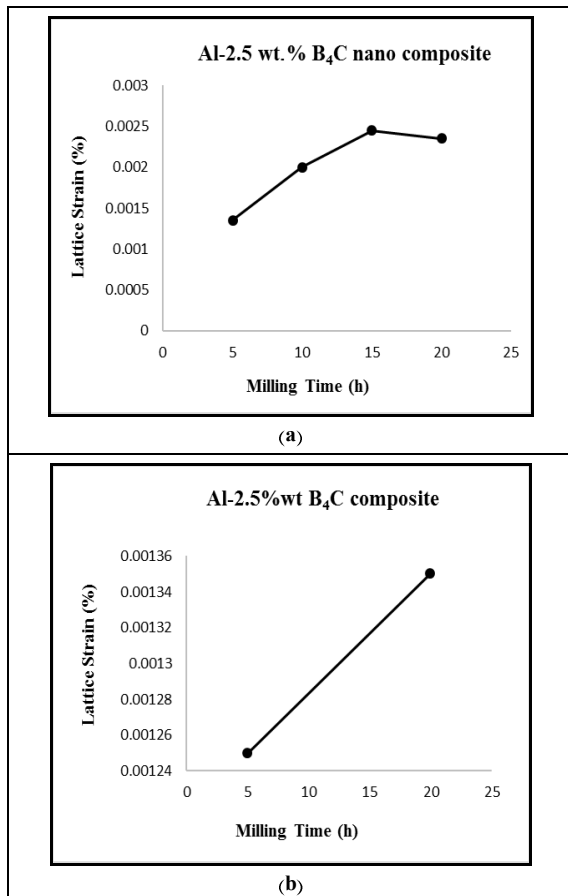 Al-2.5 wt.% B₄C nano composite
0.003
0.0025
0.002
0.0015
0.001
0.0005
0
Lattice Strain (%)
0 5 10 15 20 25
Milling Time (h)
(a)
Al-2.5%wt B₄C composite
0.00136
0.00134
0.00132
0.0013
0.00128
0.00126
0.00124
Lattice Strain (%)
0 5 10 15 20 25
Milling Time (h)
(b)